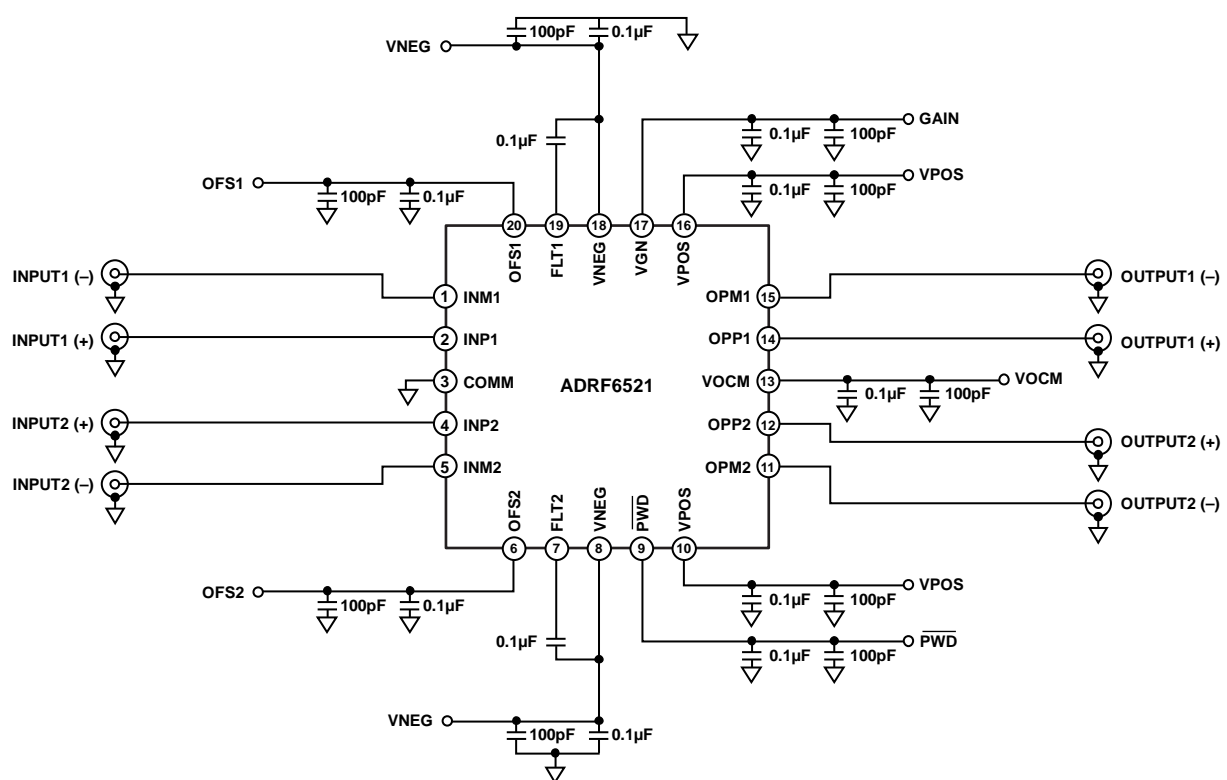 100pF 0.1µF
VNEG
0.1µF
GAIN
0.1µF 100pF
OFS1
100pF 0.1µF
VPOS
0.1µF 100pF
20 19 18 17 16
OFS1 FLT1 VNEG VGN VPOS
INPUT1 (–)
1 INM1
OPM1 15
OUTPUT1 (–)
INPUT1 (+)
2 INP1
OPP1 14
OUTPUT1 (+)
3 COMM
ADRF6521
VOCM 13
VOCM
0.1µF 100pF
INPUT2 (+)
4 INP2
OPP2 12
OUTPUT2 (+)
INPUT2 (–)
5 INM2
OPM2 11
OUTPUT2 (–)
OFS2 FLT2 VNEG PWD VPOS
6 7 8 9 10
OFS2
100pF 0.1µF
VPOS
0.1µF 100pF
0.1µF
PWD
0.1µF 100pF
VNEG
100pF 0.1µF